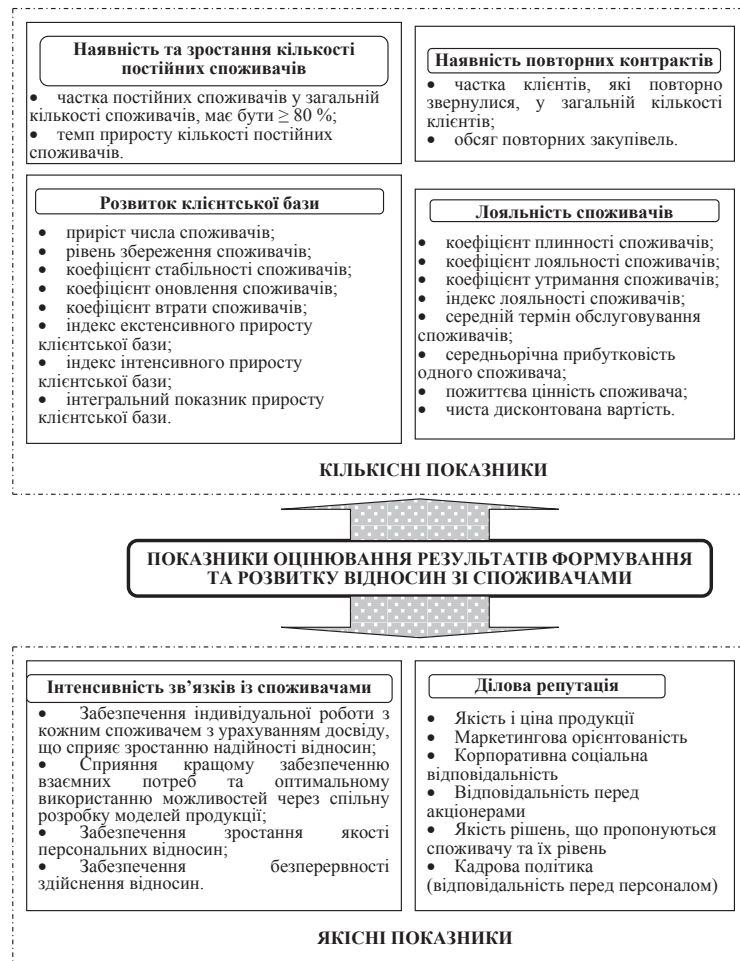 Наявність та зростання кількості
постійних споживачів
• частка постійних споживачів у загальній
кількості споживачів, має бути ≥ 80 %;
• темп приросту кількості постійних
споживачів.
Наявність повторних контрактів
• частка клієнтів, які повторно
звернулися, у загальній кількості
клієнтів;
• обсяг повторних закупівель.
Розвиток клієнтської бази
• приріст числа споживачів;
• рівень збереження споживачів;
• коефіцієнт стабільності споживачів;
• коефіцієнт оновлення споживачів;
• коефіцієнт втрати споживачів;
• індекс екстенсивного приросту
клієнтської бази;
• індекс інтенсивного приросту
клієнтської бази;
• інтегральний показник приросту
клієнтської бази.
Лояльність споживачів
• коефіцієнт плинності споживачів;
• коефіцієнт лояльності споживачів;
• коефіцієнт утримання споживачів;
• індекс лояльності споживачів;
• середній термін обслуговування
споживачів;
• середньорічна прибутковість
одного споживача;
• пожиттєва цінність споживача;
• чиста дисконтована вартість.
КІЛЬКІСНІ ПОКАЗНИКИ
ПОКАЗНИКИ ОЦІНЮВАННЯ РЕЗУЛЬТАТІВ ФОРМУВАННЯ
ТА РОЗВИТКУ ВІДНОСИН ЗІ СПОЖИВАЧАМИ
Інтенсивність зв’язків із споживачами
• Забезпечення індивідуальної роботи з
кожним споживачем з урахуванням досвіду,
що сприяє зростанню надійності відносин;
• Сприяння кращому забезпеченню
взаємних потреб та оптимальному
використанню можливостей через спільну
розробку моделей продукції;
• Забезпечення зростання якості
персональних відносин;
• Забезпечення безперервності
здійснення відносин.
Ділова репутація
• Якість і ціна продукції
• Маркетингова орієнтованість
• Корпоративна соціальна
відповідальність
• Відповідальність перед
акціонерами
• Якість рішень, що пропонуються
споживачу та їх рівень
• Кадрова політика
(відповідальність перед персоналом)
ЯКІСНІ ПОКАЗНИКИ